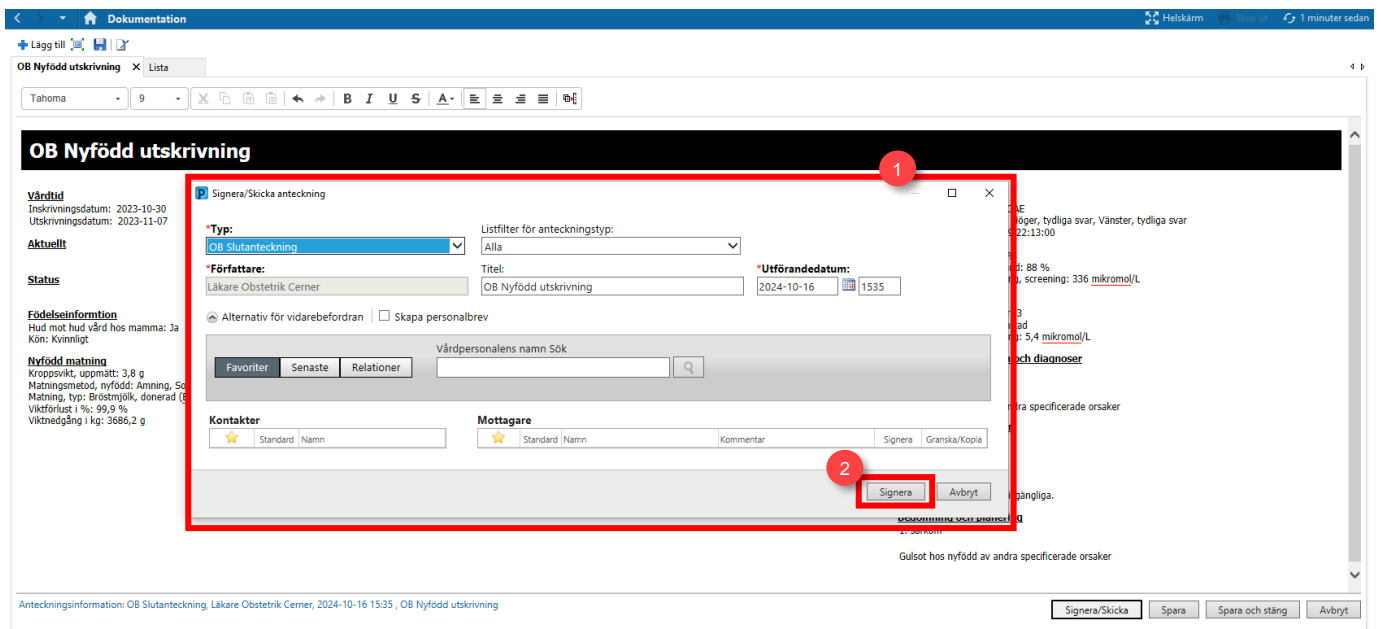 Dokumentation
Helskärm
Skriv ut
1 minuter sedan
Lägg till
OB Nyfödd utskrivning
Lista
Tahoma
9
B I U S A
OB Nyfödd utskrivning
1
Vårdtid
Inskrivningsdatum: 2023-10-30
Utskrivningsdatum: 2023-11-07
Aktuellt
Status
Födelseinformtion
Hud mot hud vård hos mamma: Ja
Kön: Kvinnligt
Nyfödd matning
Kroppsvikt, uppmätt: 3,8 g
Matningsmetod, nyfödd: Amning, So
Matning, typ: Bröstmjölk, donerad (
Viktförlust i %: 99,9 %
Viktnedgång i kg: 3686,2 g
Signera/Skicka anteckning
*Typ:
Listfilter för anteckningstyp:
OB Slutanteckning
Alla
*Författare:
Titel:
*Utförandedatum:
Läkare Obstetrik Cerner
OB Nyfödd utskrivning
2024-10-16
1535
Alternativ för vidarebefordran
Skapa personalbrev
Vårdpersonalens namn Sök
Favoriter
Senaste
Relationer
Kontakter
Mottagare
Standard Namn
Standard Namn Kommentar Signera Granska/Kopia
2
Signera
Avbryt
AE
öger, tydliga svar, Vänster, tydliga svar
22:13:00
d: 88 %
g, screening: 336 mikromol/L
3
ad
g: 5,4 mikromol/L
och diagnoser
dra specificerade orsaker
gängliga.
Bedömning och planering
1. Sårkom
Gulsot hos nyfödd av andra specificerade orsaker
Anteckningsinformation: OB Slutanteckning, Läkare Obstetrik Cerner, 2024-10-16 15:35 , OB Nyfödd utskrivning
Signera/Skicka
Spara
Spara och stäng
Avbryt